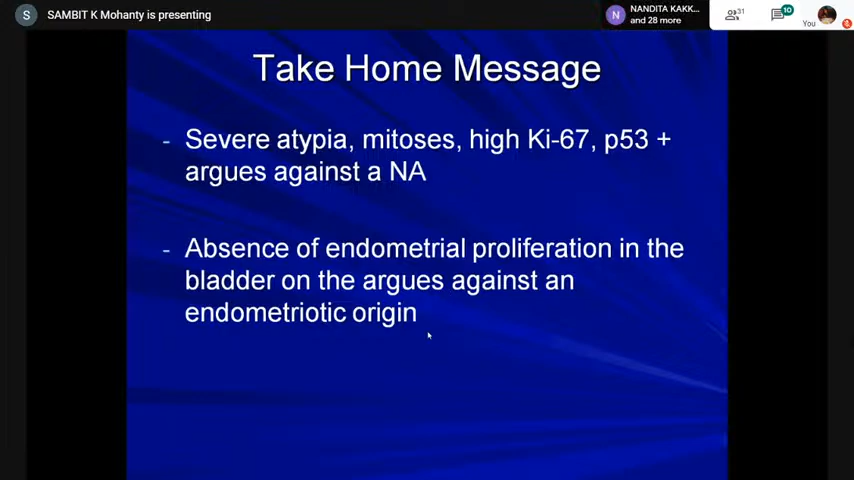 S SAMBIT K Mohanty is presenting
N NANDITA KAKK...
and 28 more
31
10
You
Take Home Message
- Severe atypia, mitoses, high Ki-67, p53 +
argues against a NA
- Absence of endometrial proliferation in the
bladder on the argues against an
endometriotic origin